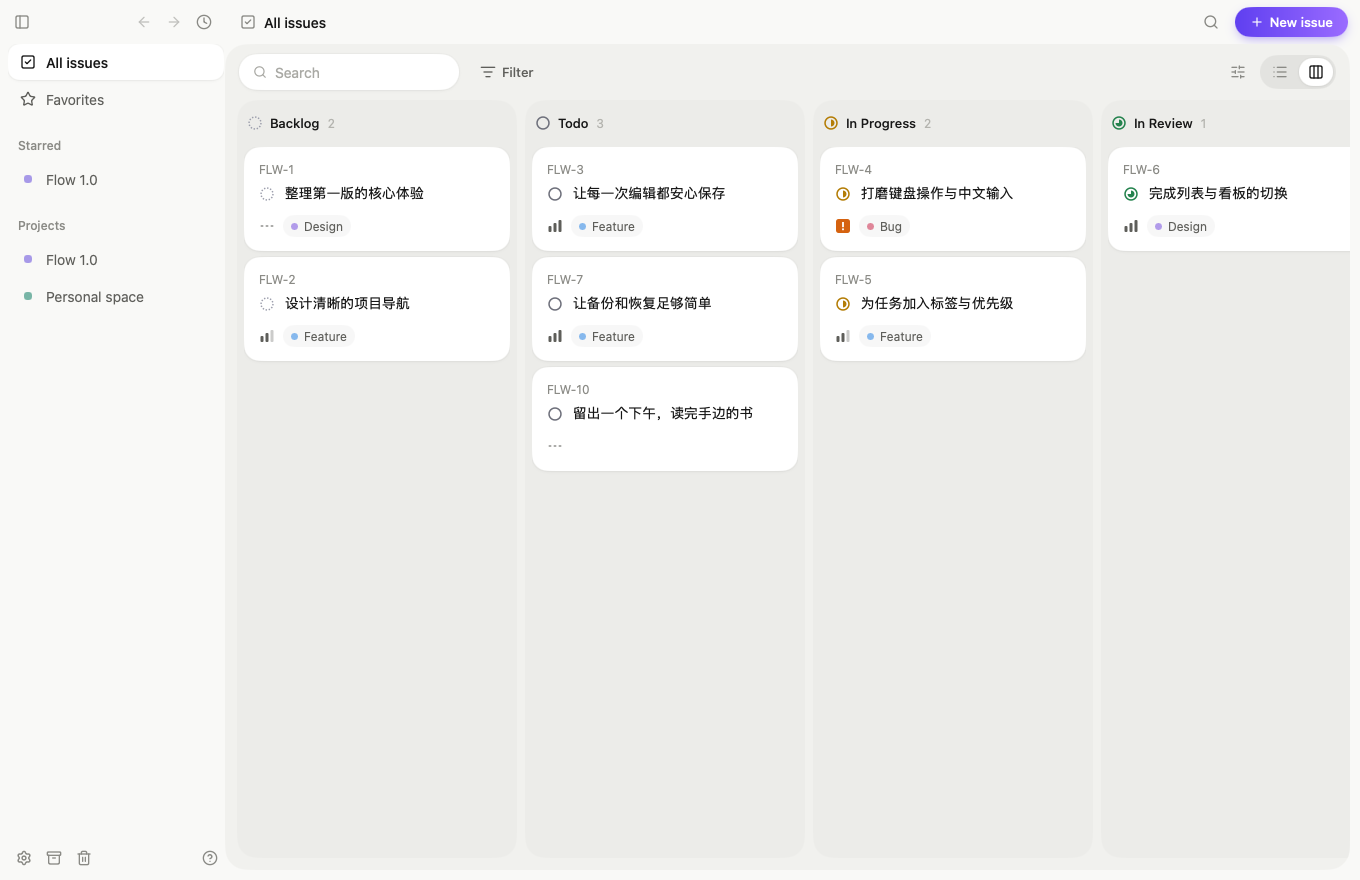 All issues
New issue
All issues
Favorites
Starred
Flow 1.0
Projects
Flow 1.0
Personal space
Search
Filter
Backlog 2
FLW-1
整理第一版的核心体验
Design
FLW-2
设计清晰的项目导航
Feature
Todo 3
FLW-3
让每一次编辑都安心保存
Feature
FLW-7
让备份和恢复足够简单
Feature
FLW-10
留出一个下午，读完手边的书
In Progress 2
FLW-4
打磨键盘操作与中文输入
Bug
FLW-5
为任务加入标签与优先级
Feature
In Review 1
FLW-6
完成列表与看板的切换
Design